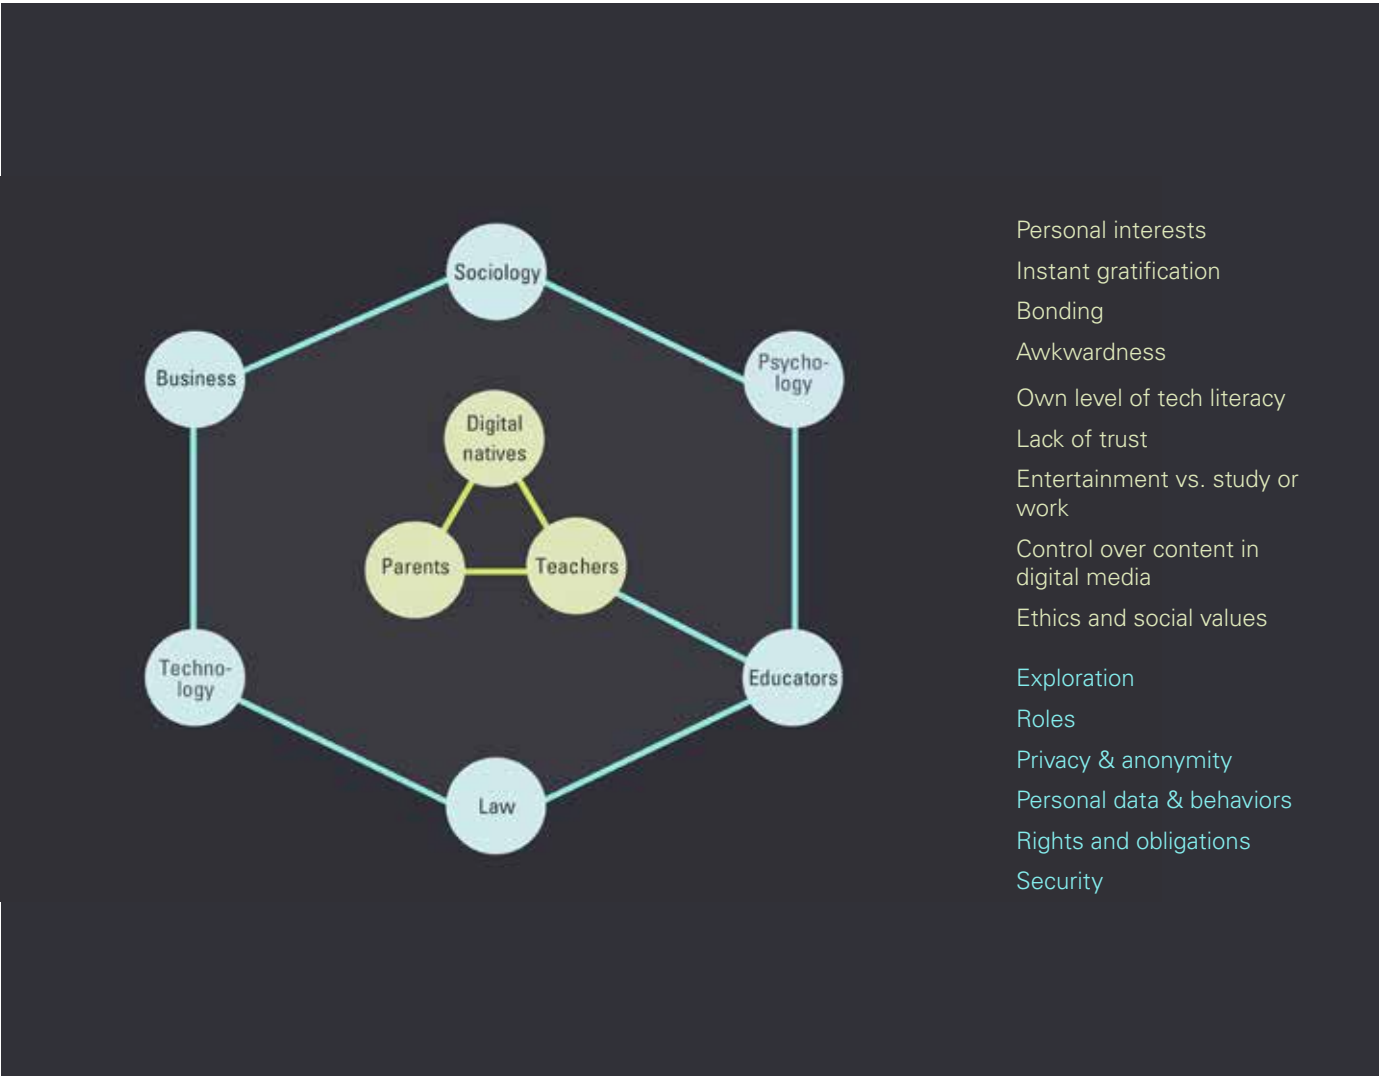 Sociology
Psycho-
logy
Business
Digital
natives
Parents
Teachers
Techno-
logy
Educators
Law
Personal interests
Instant gratification
Bonding
Awkwardness
Own level of tech literacy
Lack of trust
Entertainment vs. study or
work
Control over content in
digital media
Ethics and social values
Exploration
Roles
Privacy & anonymity
Personal data & behaviors
Rights and obligations
Security